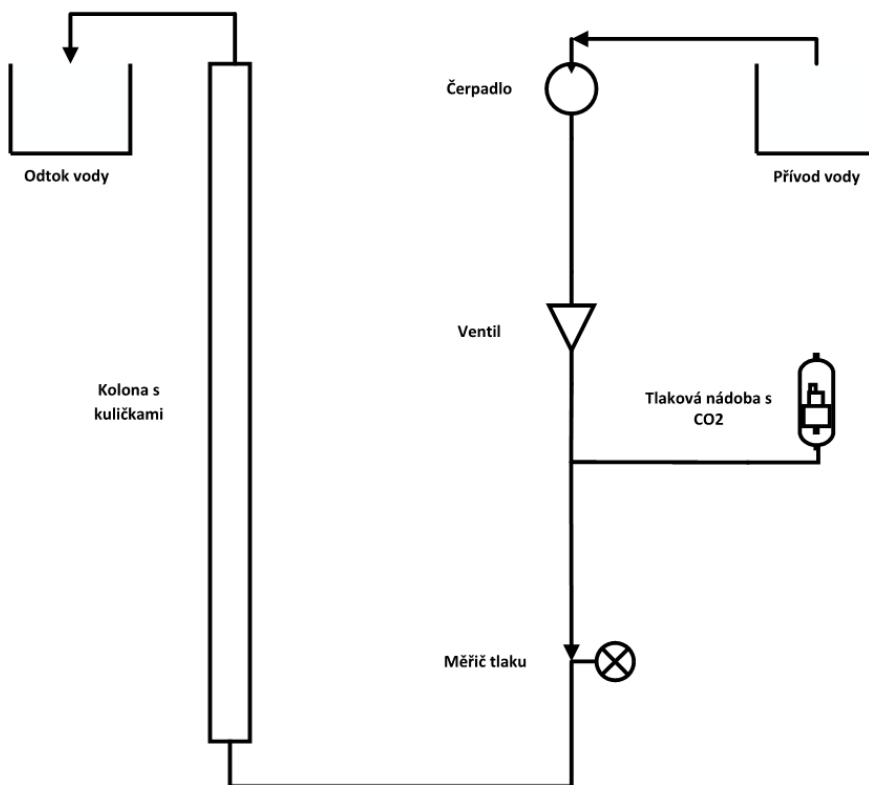 Čerpadlo
Odtok vody
Přívod vody
Ventil
Kolona s
kuličkami
Tlaková nádoba s
CO2
Měřič tlaku